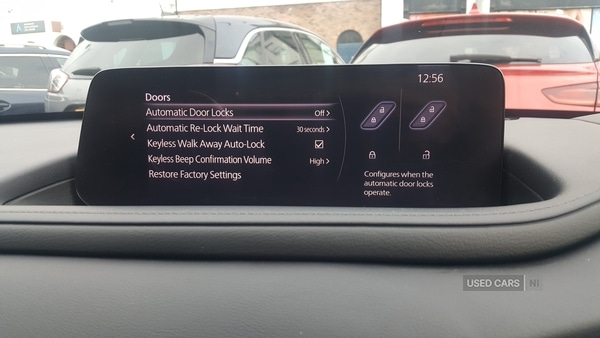 12:56
Doors
Automatic Door Locks Off
Automatic Re-Lock Wait Time 30 seconds
Keyless Walk Away Auto-Lock
Keyless Beep Confirmation Volume High
Restore Factory Settings
Configures when the
automatic door locks
operate.
USED CARS NI